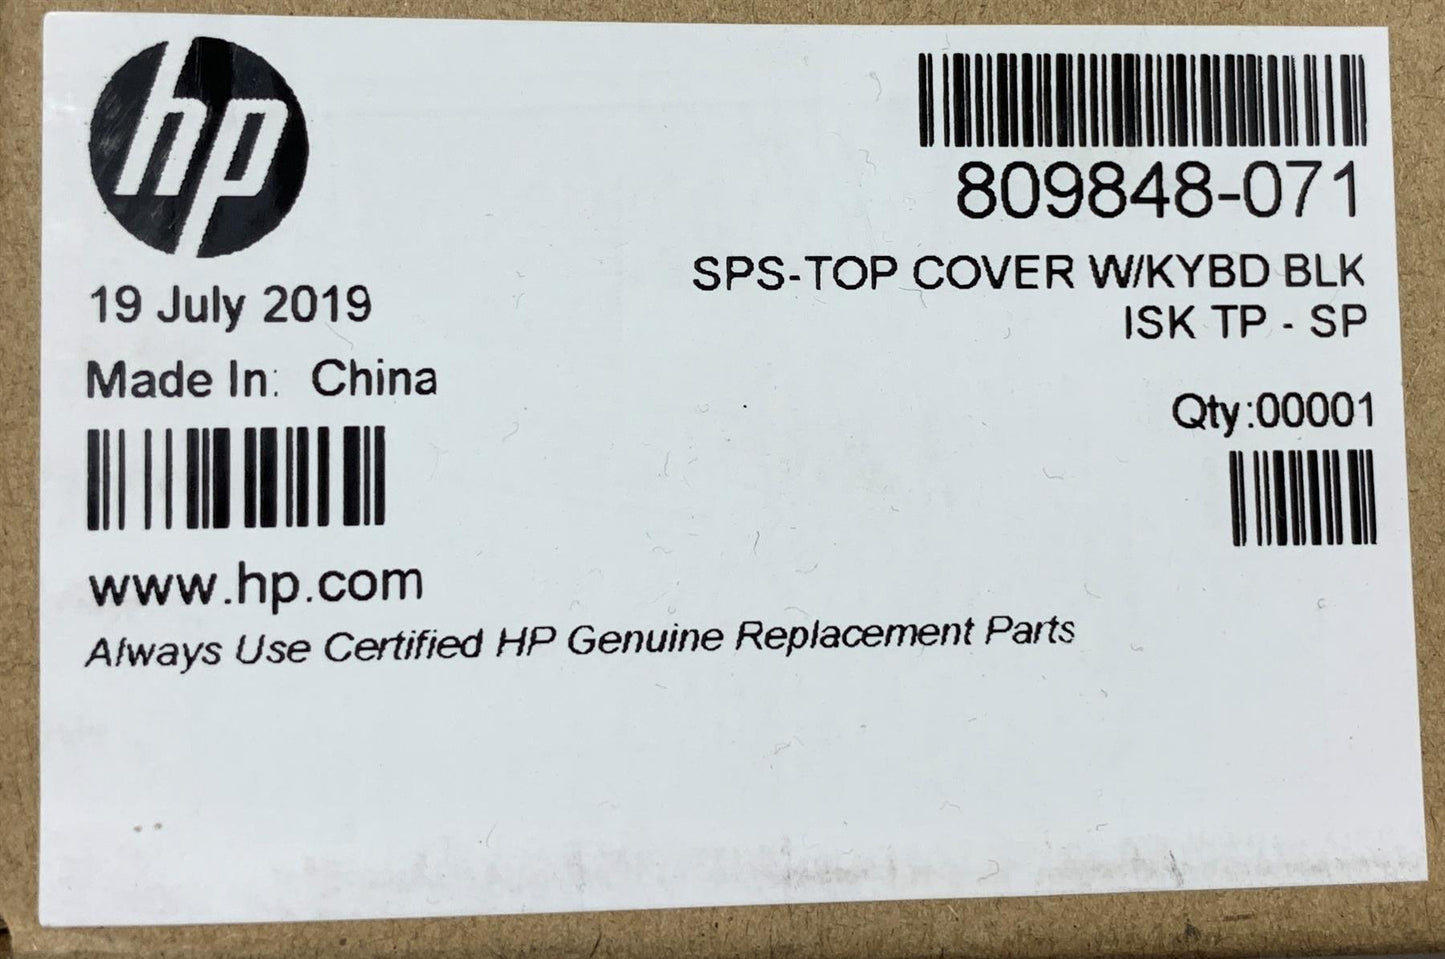 hp
809848-071
SPS-TOP COVER W/KYBD BLK
ISK TP - SP
19 July 2019
Made In: China
Qty:00001
www.hp.com
Always Use Certified HP Genuine Replacement Parts